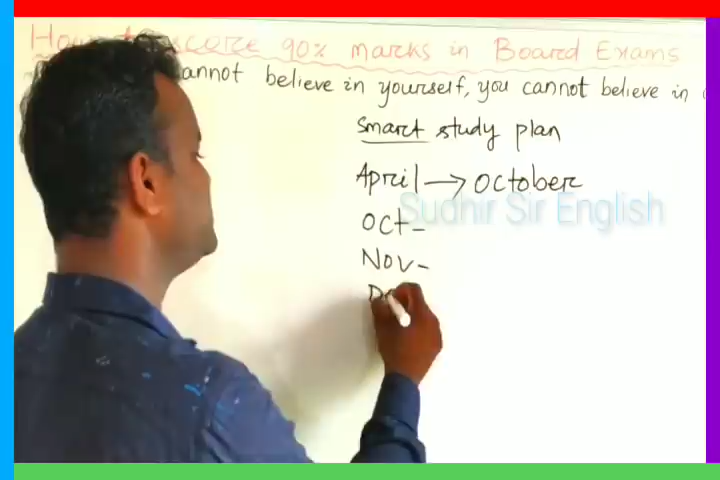 How to score 90% marks in Board Exams
cannot believe in yourself, you cannot believe in
Smart study plan
April → October
Sudhir Sir English
Oct -
Nov -